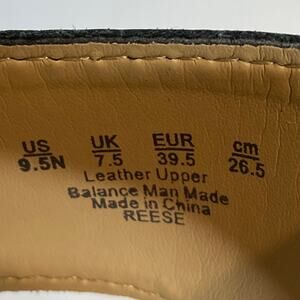 US UK EUR cm
9.5N 7.5 39.5 26.5
Leather Upper
Balance Man Made
Made in China
REESE